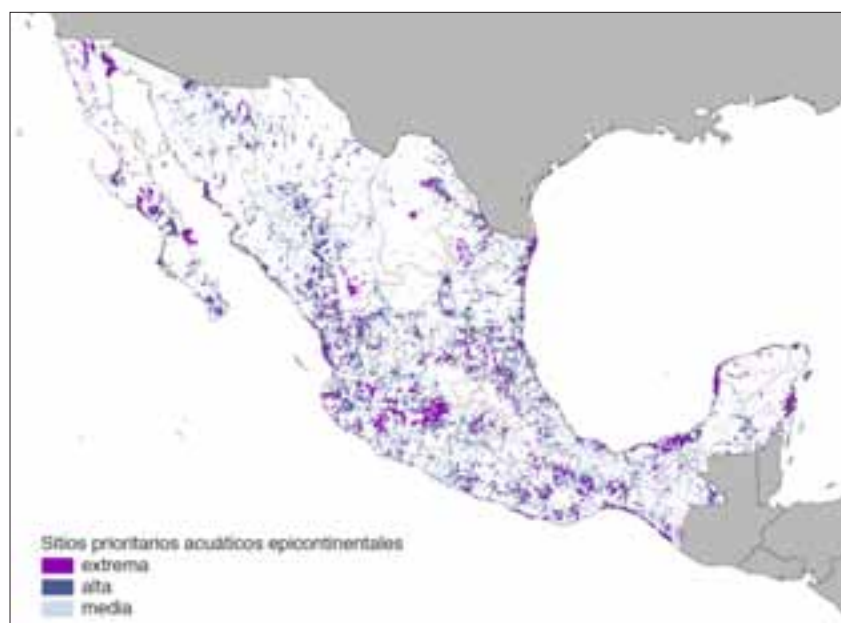 Sitios prioritarios acuáticos epicontinentales
extrema
alta
media